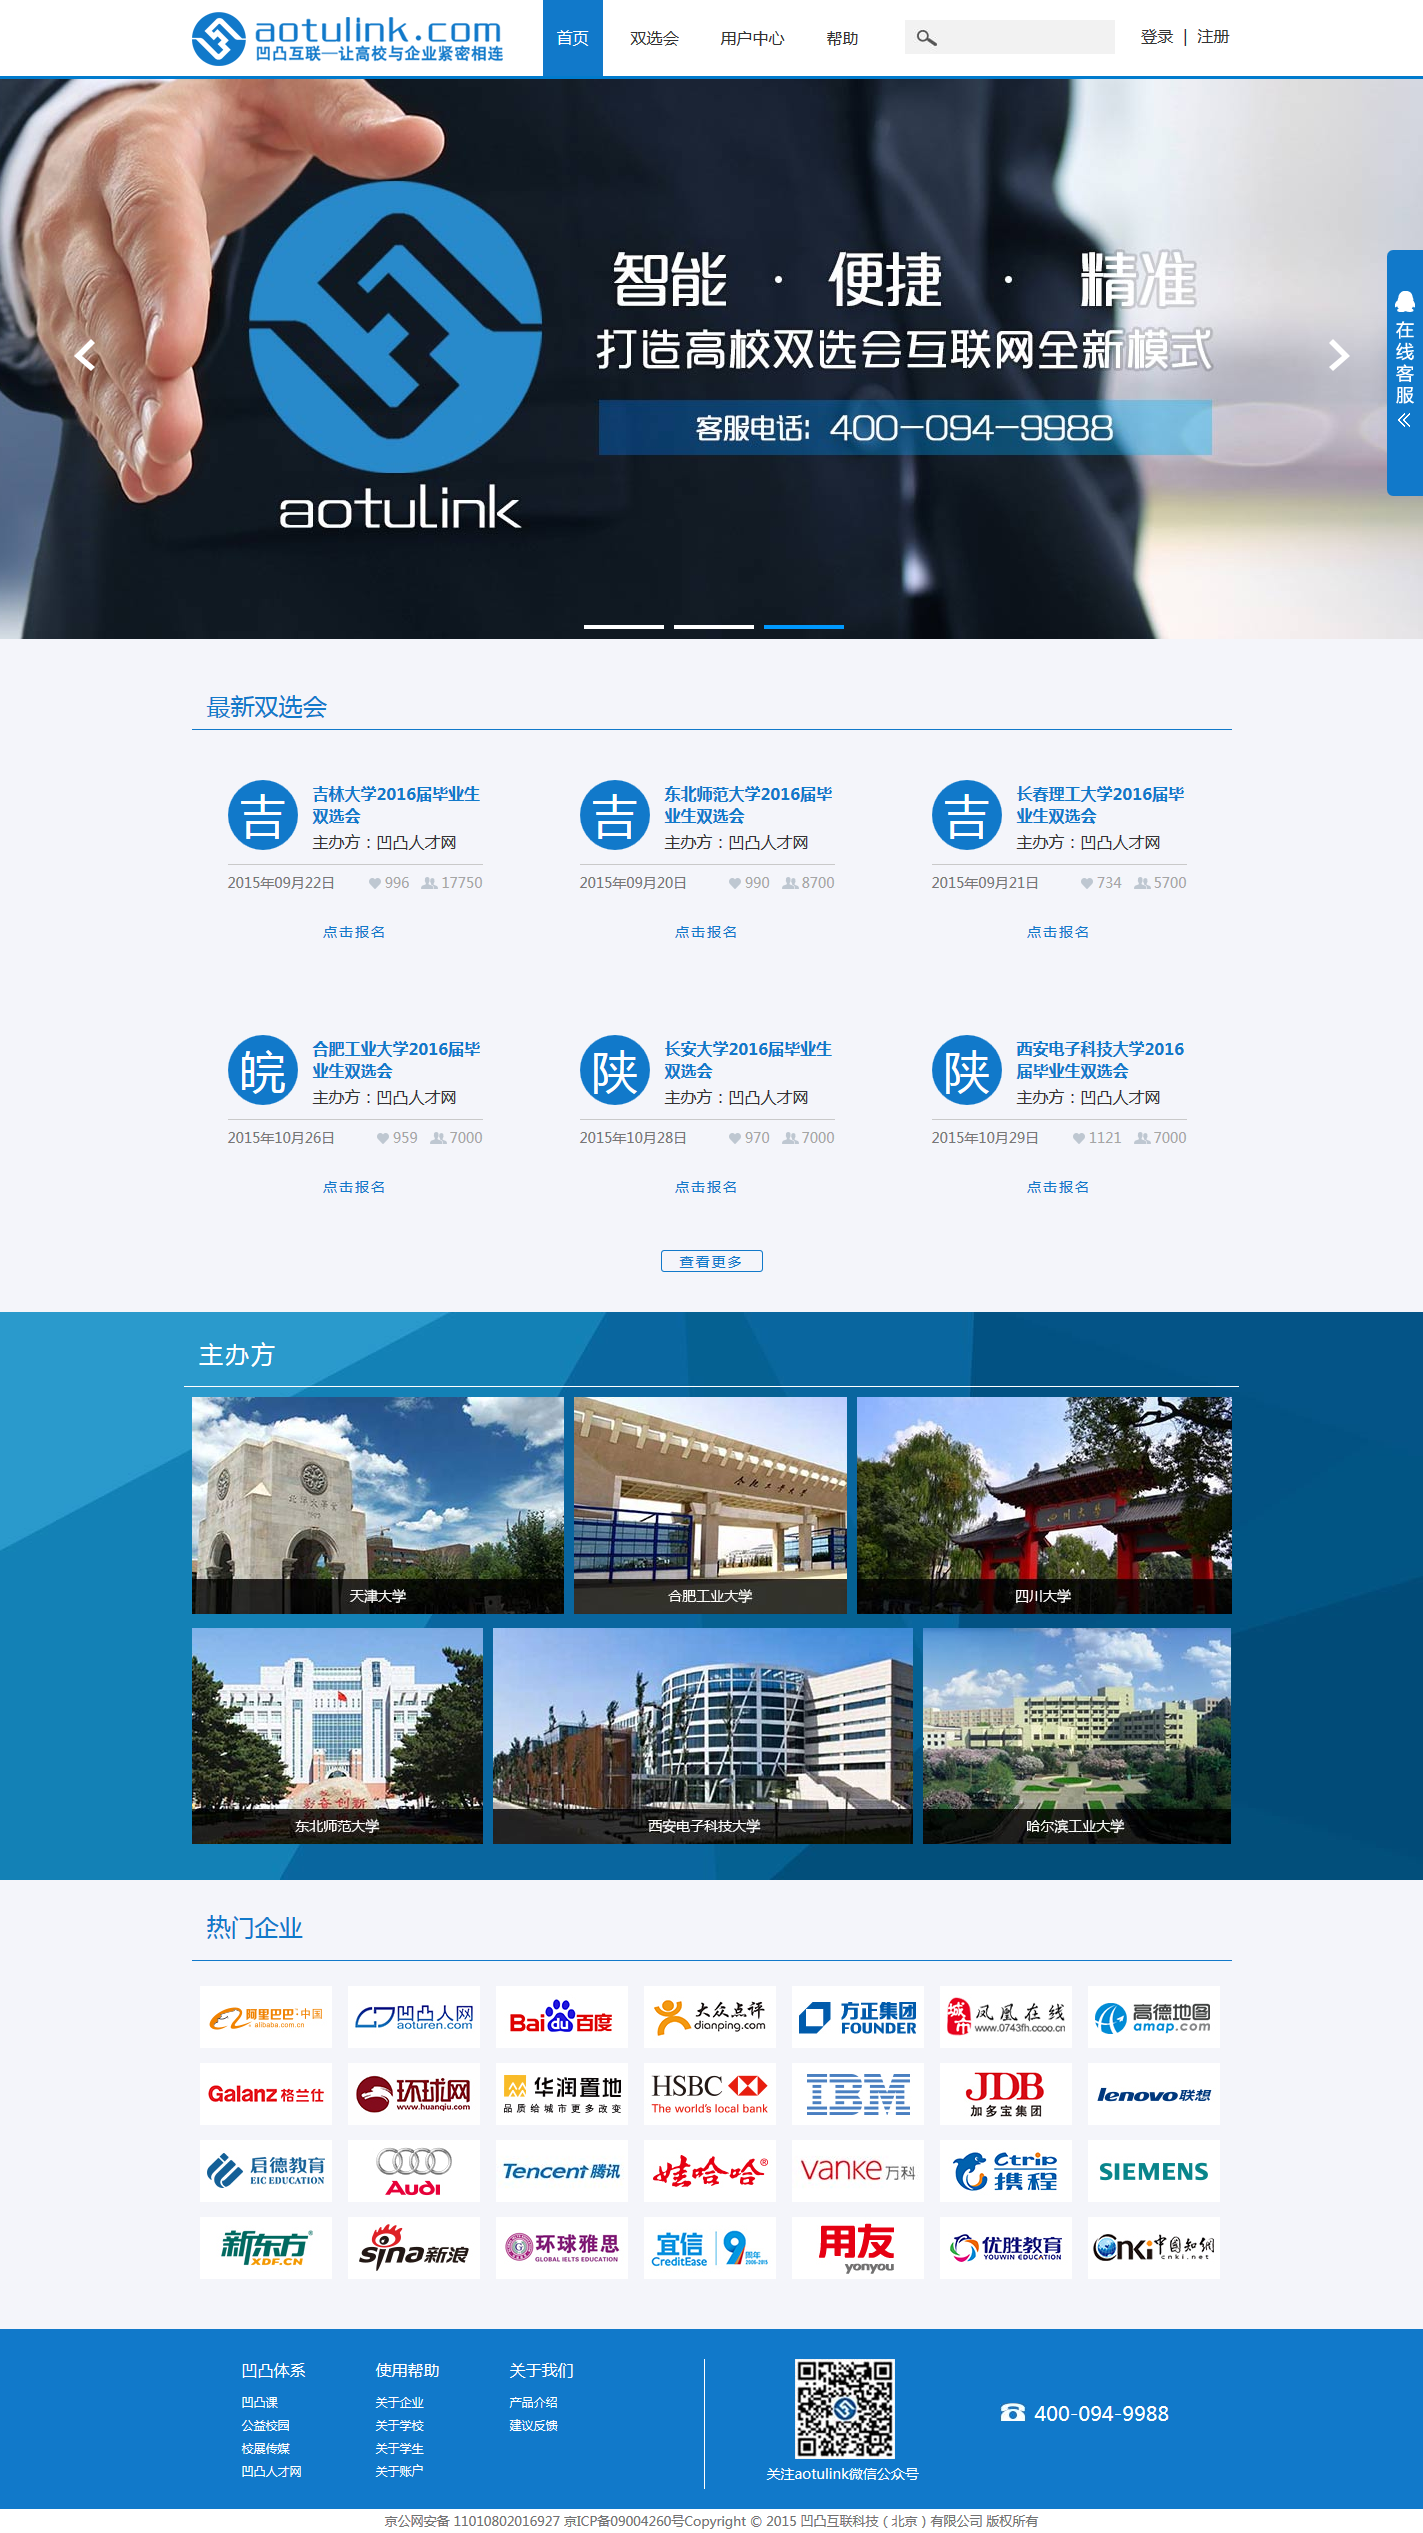 aotulink.com
凹凸互联—让高校与企业紧密相连
首页 双选会 用户中心 帮助 登录 | 注册
智能 · 便捷 · 精准
打造高校双选会互联网全新模式
客服电话: 400-094-9988
aotulink
在线客服
最新双选会
吉 吉林大学2016届毕业生
双选会
主办方：凹凸人才网
2015年09月22日 996 17750
点击报名
吉 东北师范大学2016届毕
业生双选会
主办方：凹凸人才网
2015年09月20日 990 8700
点击报名
吉 长春理工大学2016届毕
业生双选会
主办方：凹凸人才网
2015年09月21日 734 5700
点击报名
皖 合肥工业大学2016届毕
业生双选会
主办方：凹凸人才网
2015年10月26日 959 7000
点击报名
陕 长安大学2016届毕业生
双选会
主办方：凹凸人才网
2015年10月28日 970 7000
点击报名
陕 西安电子科技大学2016
届毕业生双选会
主办方：凹凸人才网
2015年10月29日 1121 7000
点击报名
查看更多
主办方
合肥工业大学
四川大学
天津大学 合肥工业大学 四川大学
东北师范大学 西安电子科技大学 哈尔滨工业大学
热门企业
阿里巴巴·中国
alibaba.com.cn
凹凸人网
aoturen.com
Bai du 百度
大众点评
dianping.com
方正集团
FOUNDER
城市 凤凰在线
www.0743fh.ccoo.cn
高德地图
amap.com
Galanz 格兰仕
环球网
www.huanqiu.com
华润置地
品质给城市更多改变
HSBC
The world's local bank
IBM
JDB
加多宝集团
lenovo 联想
启德教育
EIC EDUCATION
Audi
Tencent 腾讯
娃哈哈®
vanke 万科
Ctrip
携程
SIEMENS
新东方
XDF.CN
sina 新浪
环球雅思
GLOBAL IELTS EDUCATION
宜信
CreditEase 9周年
2006-2015
用友
yonyou
优胜教育
YOUWIN EDUCATION
cnki 中国知网
cnki.net
凹凸体系 使用帮助 关于我们
凹凸课 关于企业 产品介绍
公益校园 关于学校 建议反馈
校展传媒 关于学生
凹凸人才网 关于账户
400-094-9988
关注aotulink微信公众号
京公网安备 11010802016927 京ICP备09004260号Copyright © 2015 凹凸互联科技（北京）有限公司 版权所有